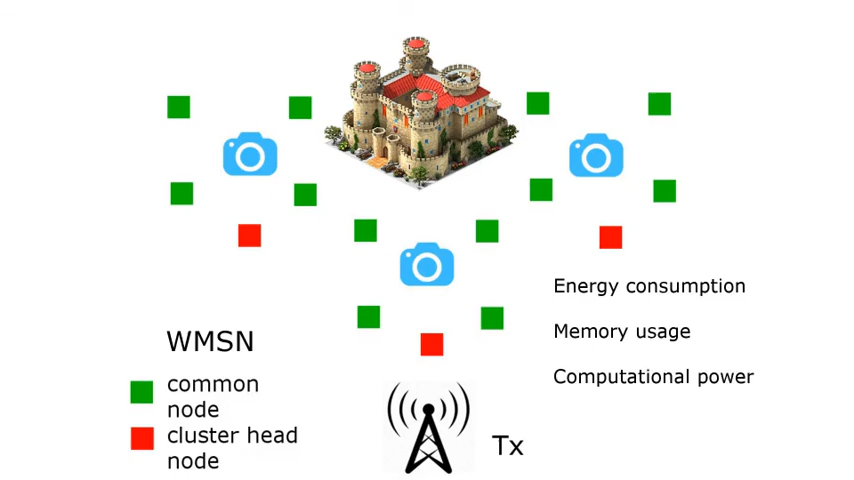 Energy consumption
Memory usage
Computational power
WMSN
common
node
cluster head
node
Tx